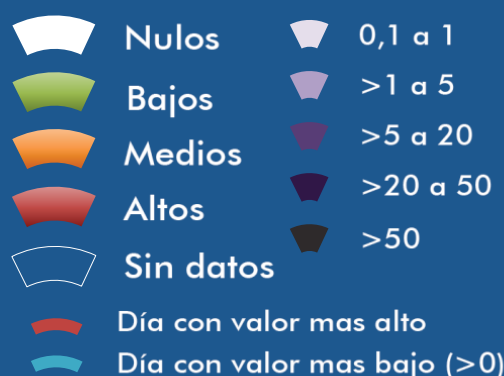 Nulos
Bajos
Medios
Altos
Sin datos
0,1 a 1
>1 a 5
>5 a 20
>20 a 50
>50
Día con valor mas alto
Día con valor mas bajo (>0)